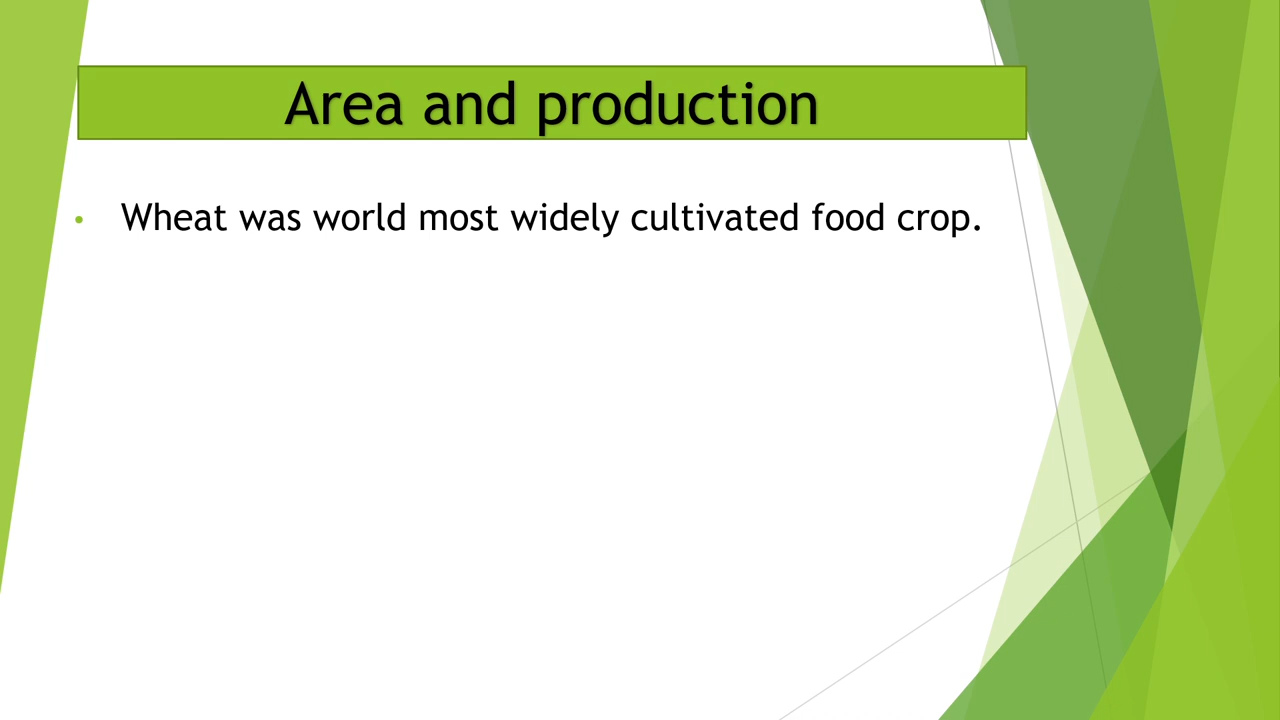 Area and production
• Wheat was world most widely cultivated food crop.